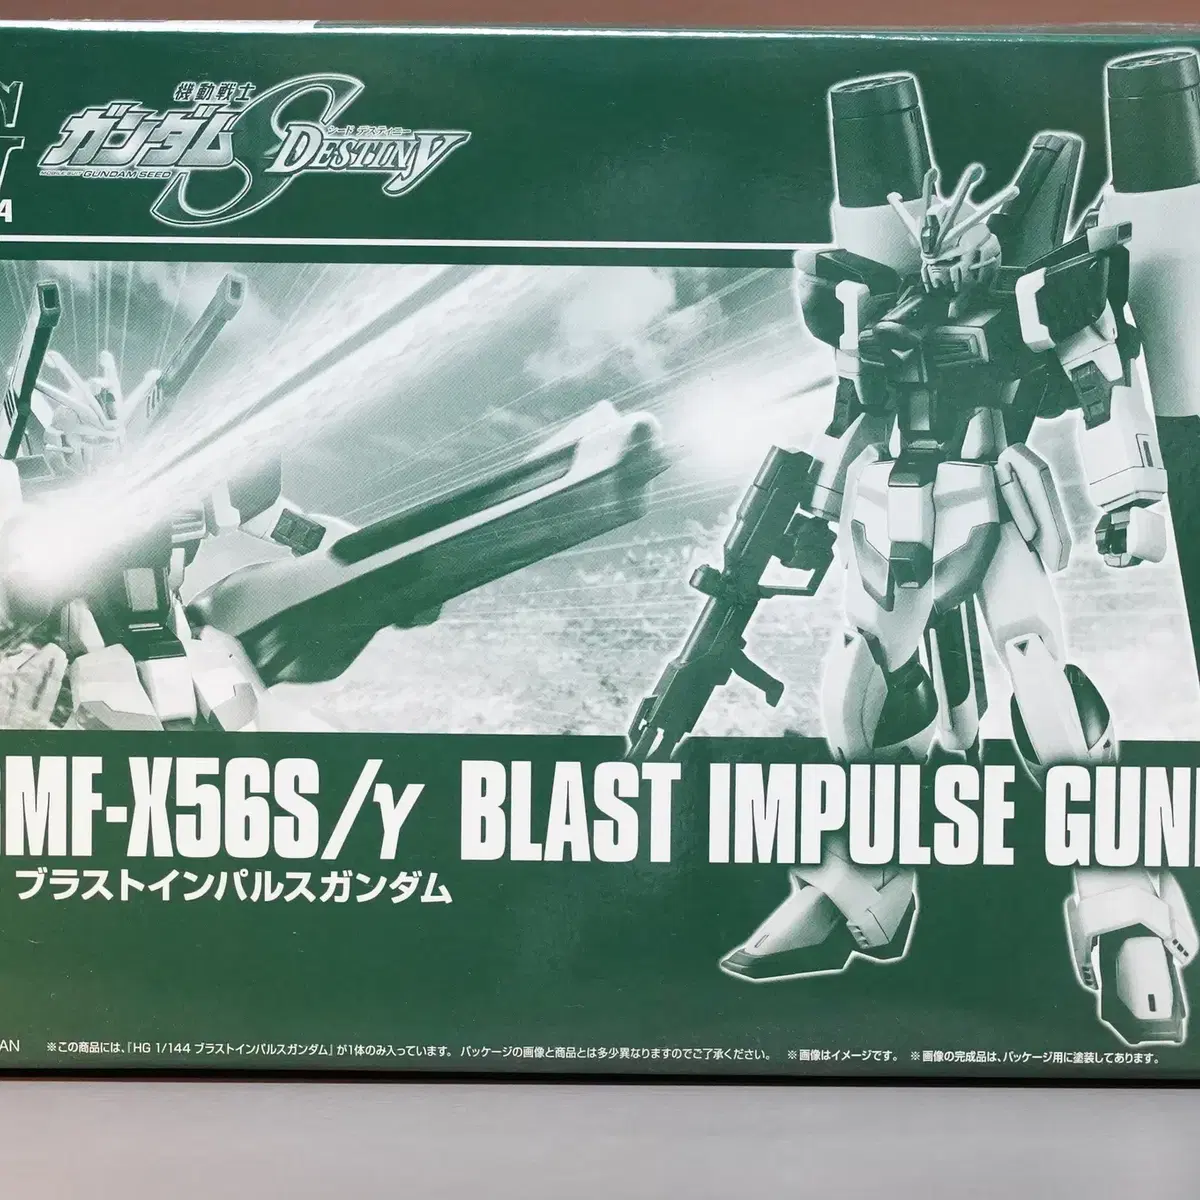 機動戦士
ガンダム SEED DESTINY
シード デスティニー
MOBILE SUIT GUNDAM SEED
MF-X56S/γ BLAST IMPULSE GUN
ブラストインパルスガンダム
※この商品には、『HG 1/144 ブラストインパルスガンダム』が1体のみ入っています。 パッケージの画像と商品とは多少異なりますのでご了承ください。 ※画像はイメージです。 ※画像の完成品は、パッケージ用に塗装してあります。